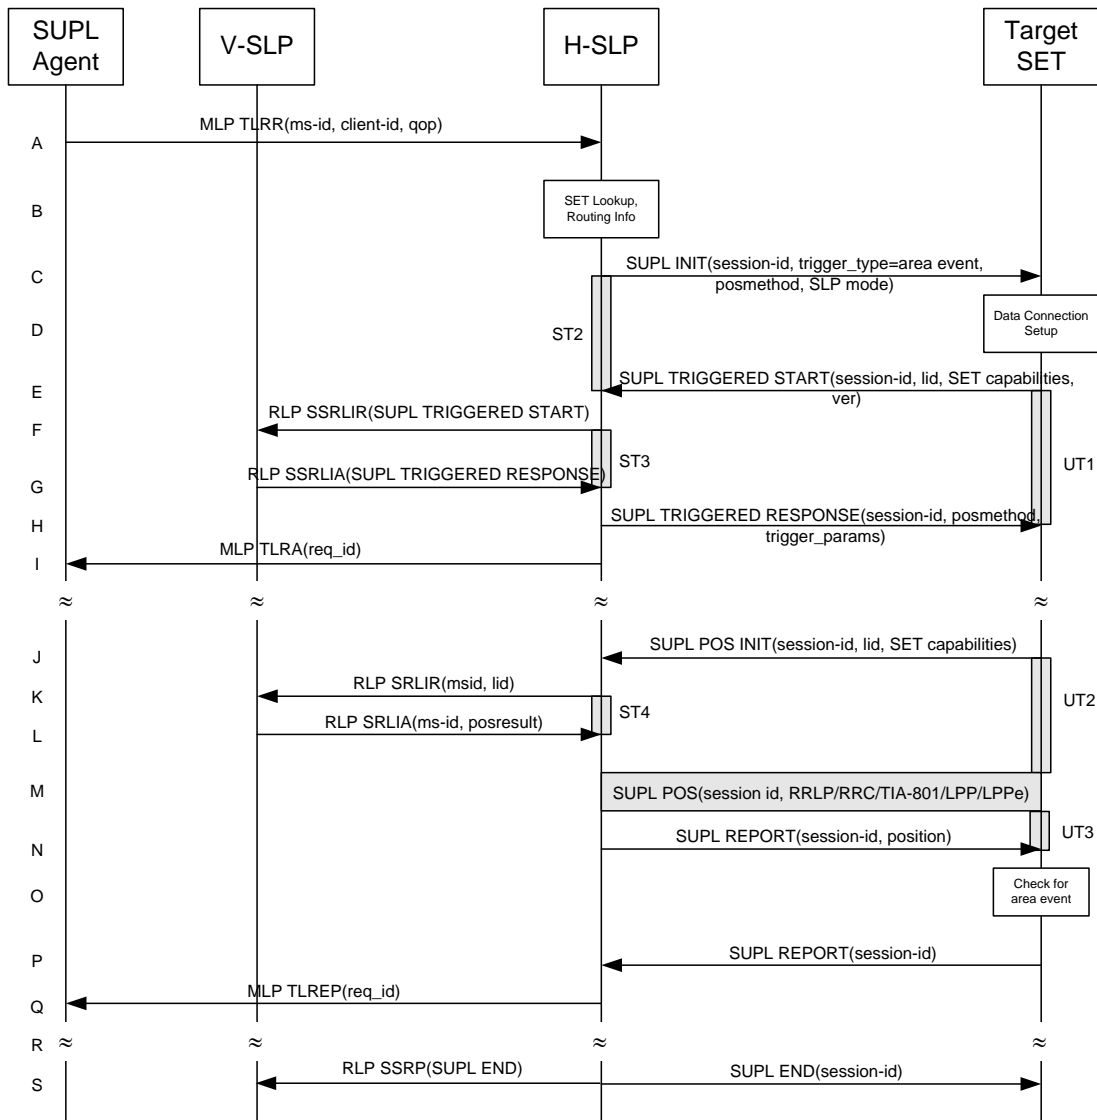 SUPL
Agent
V-SLP
H-SLP
Target
SET
MLP TLRR(ms-id, client-id, qop)
A
SET Lookup,
Routing Info
B
SUPL INIT(session-id, trigger_type=area event,
posmethod, SLP mode)
C
Data Connection
Setup
D
ST2
SUPL TRIGGERED START(session-id, lid, SET capabilities,
ver)
E
RLP SSRLIR(SUPL TRIGGERED START)
F
ST3
UT1
RLP SSRLIA(SUPL TRIGGERED RESPONSE)
G
SUPL TRIGGERED RESPONSE(session-id, posmethod,
trigger_params)
H
MLP TLRA(req_id)
I
≈ ≈ ≈ ≈
SUPL POS INIT(session-id, lid, SET capabilities)
J
RLP SRLIR(msid, lid)
K
ST4
UT2
RLP SRLIA(ms-id, posresult)
L
M
SUPL POS(session id, RRLP/RRC/TIA-801/LPP/LPPe)
UT3
SUPL REPORT(session-id, position)
N
Check for
area event
O
SUPL REPORT(session-id)
P
MLP TLREP(req_id)
Q
R
≈ ≈ ≈ ≈
RLP SSRP(SUPL END)
SUPL END(session-id)
S